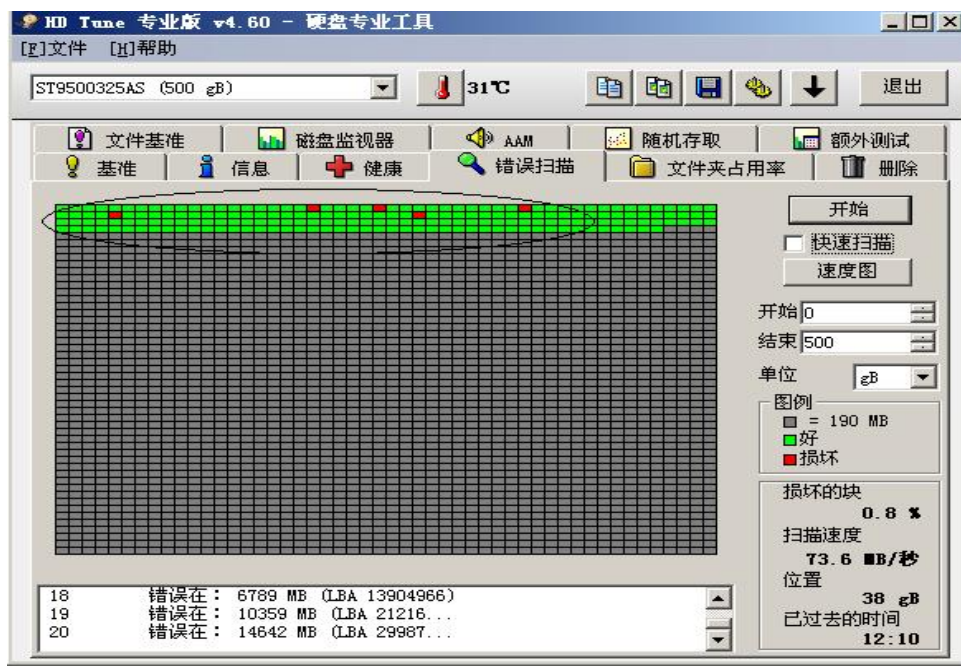 HD Tune 专业版 v4.60 - 硬盘专业工具
[F]文件 [H]帮助
ST9500325AS (500 gB)
31℃
退出
文件基准 磁盘监视器 AAM 随机存取 额外测试
基准 信息 健康 错误扫描 文件夹占用率 删除
开始
快速扫描
速度图
开始 0
结束 500
单位 gB
图例
= 190 MB
好
损坏
损坏的块
0.8 %
扫描速度
73.6 MB/秒
位置
38 gB
已过去的时间
12:10
18 错误在： 6789 MB (LBA 13904966)
19 错误在： 10359 MB (LBA 21216...
20 错误在： 14642 MB (LBA 29987...